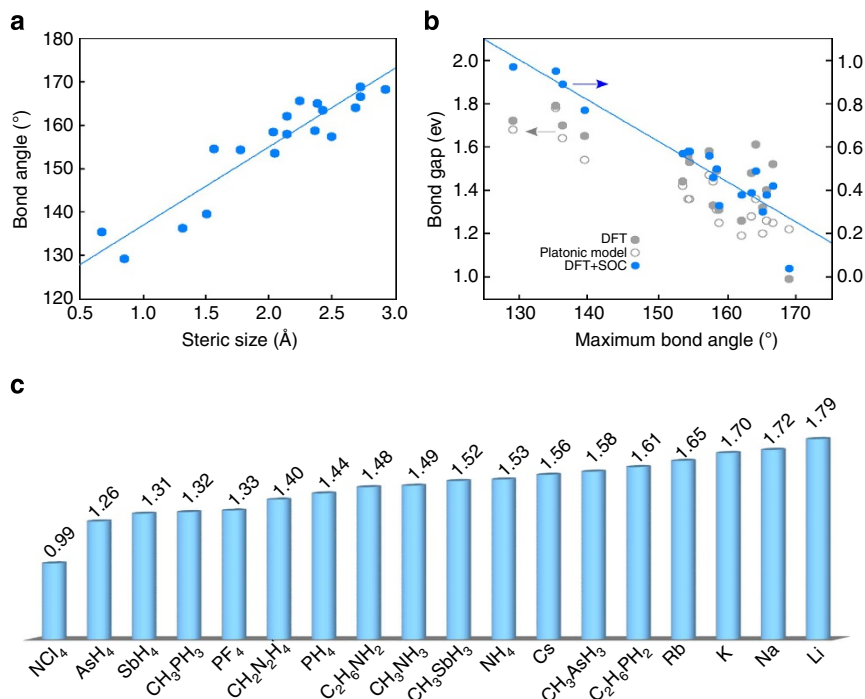 a
180
170
160
150
140
130
120
Bond angle (°)
0.5
1.0
1.5
2.0
2.5
3.0
Steric size (Å)
b
2.0
1.8
1.6
1.4
1.2
1.0
Bond gap (ev)
1.0
0.8
0.6
0.4
0.2
0.0
DFT
Platonic model
DFT+SOC
130
140
150
160
170
Maximum bond angle (°)
c
0.99
1.26
1.31
1.32
1.33
1.40
1.44
1.48
1.49
1.52
1.53
1.56
1.58
1.61
1.65
1.70
1.72
1.79
NCl₄
AsH₄
SbH₄
CH₃PH₃
PF₄
CH₂N₂H₄
PH₄
C₂H₆NH₂
CH₃NH₃
CH₃SbH₃
NH₄
Cs
CH₃AsH₃
C₂H₆PH₂
Rb
K
Na
Li